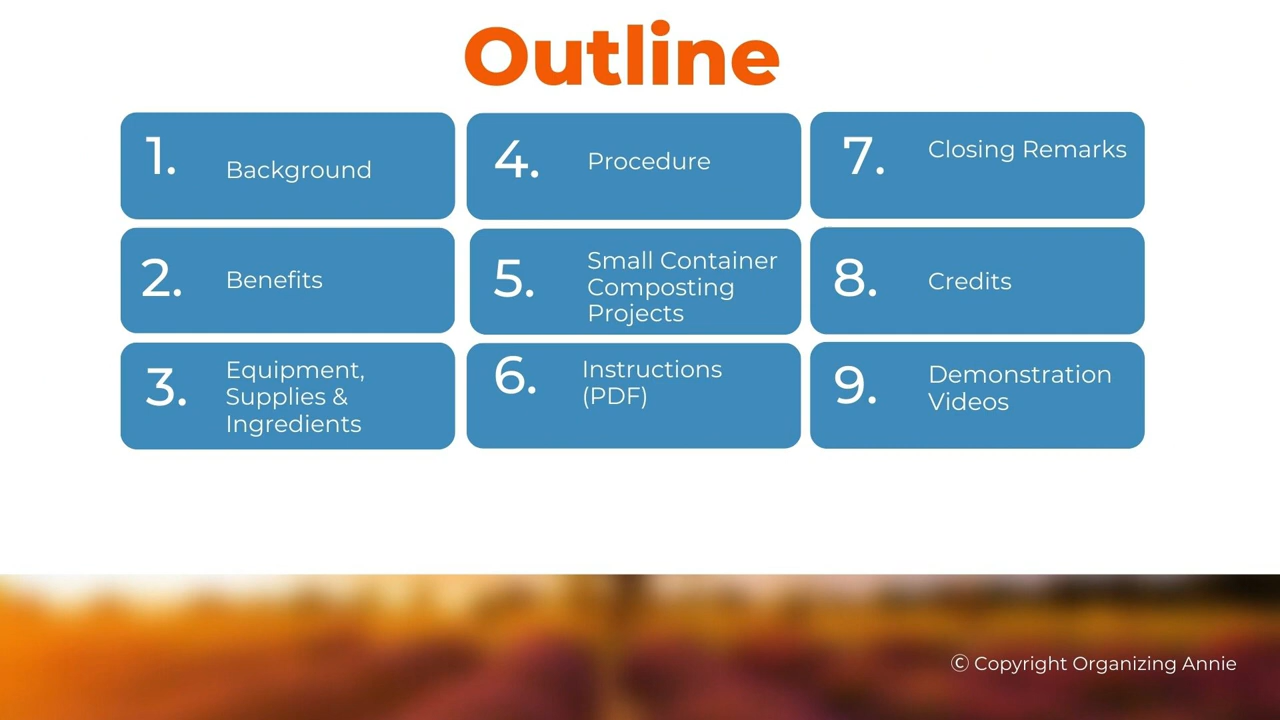 Outline
1. Background
2. Benefits
3. Equipment,
Supplies &
Ingredients
4. Procedure
5. Small Container
Composting
Projects
6. Instructions
(PDF)
7. Closing Remarks
8. Credits
9. Demonstration
Videos
© Copyright Organizing Annie